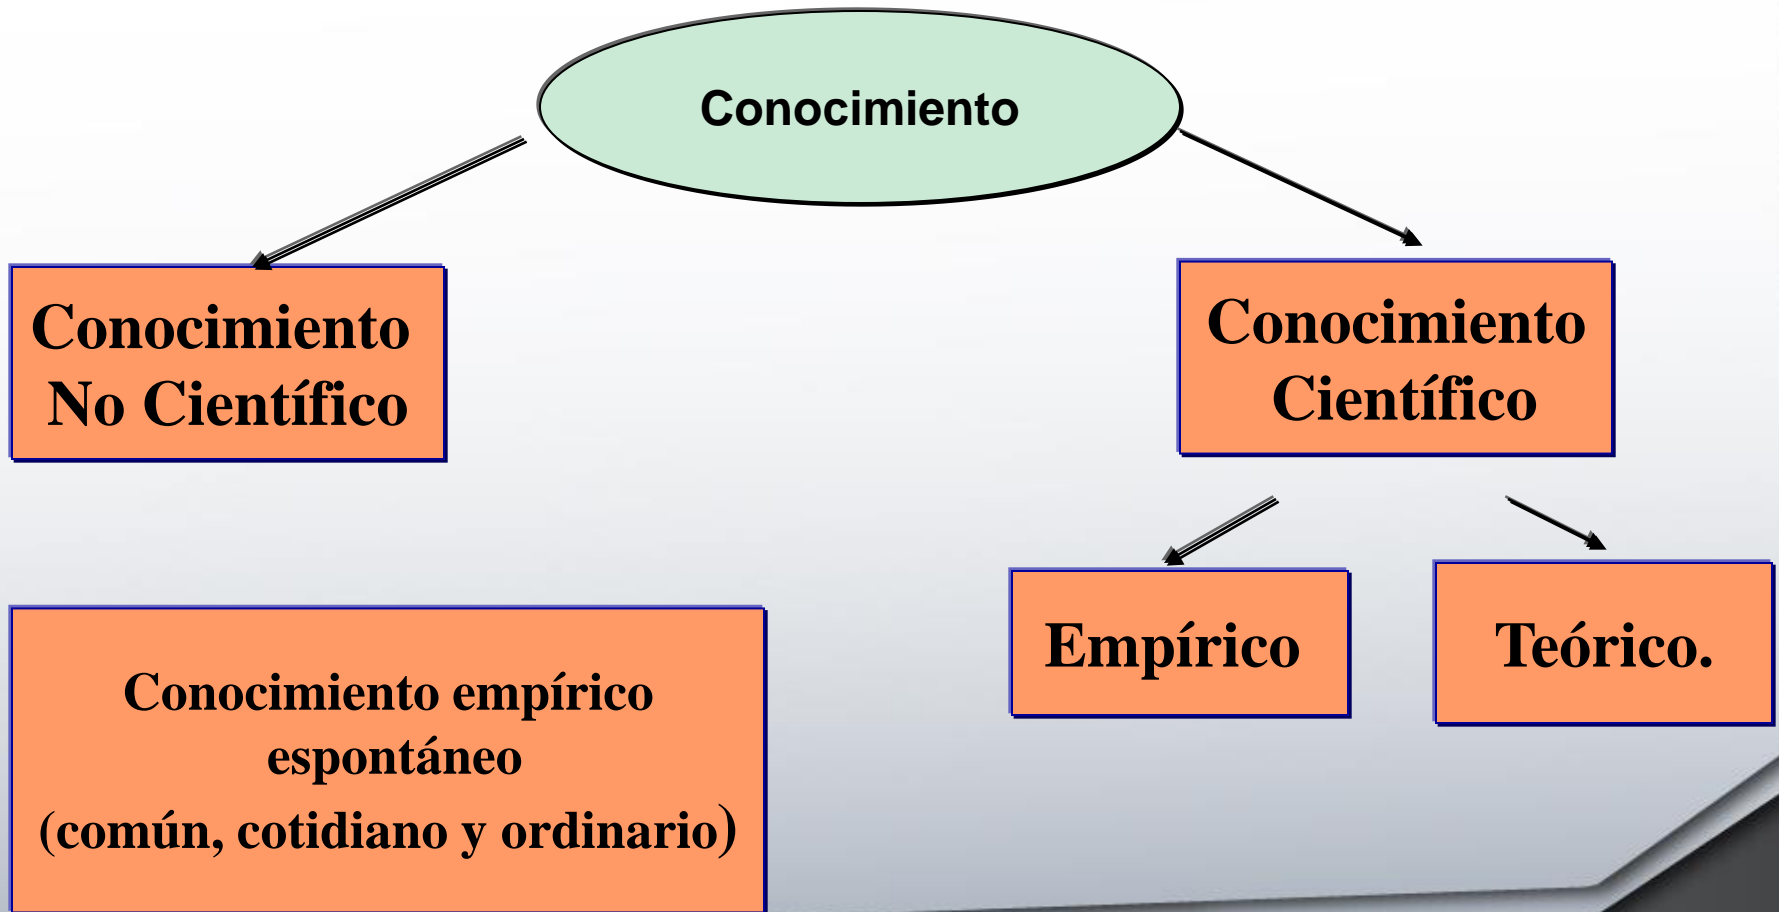 Conocimiento
Conocimiento
No Científico
Conocimiento
Científico
Empírico
Teórico.
Conocimiento empírico
espontáneo
(común, cotidiano y ordinario)